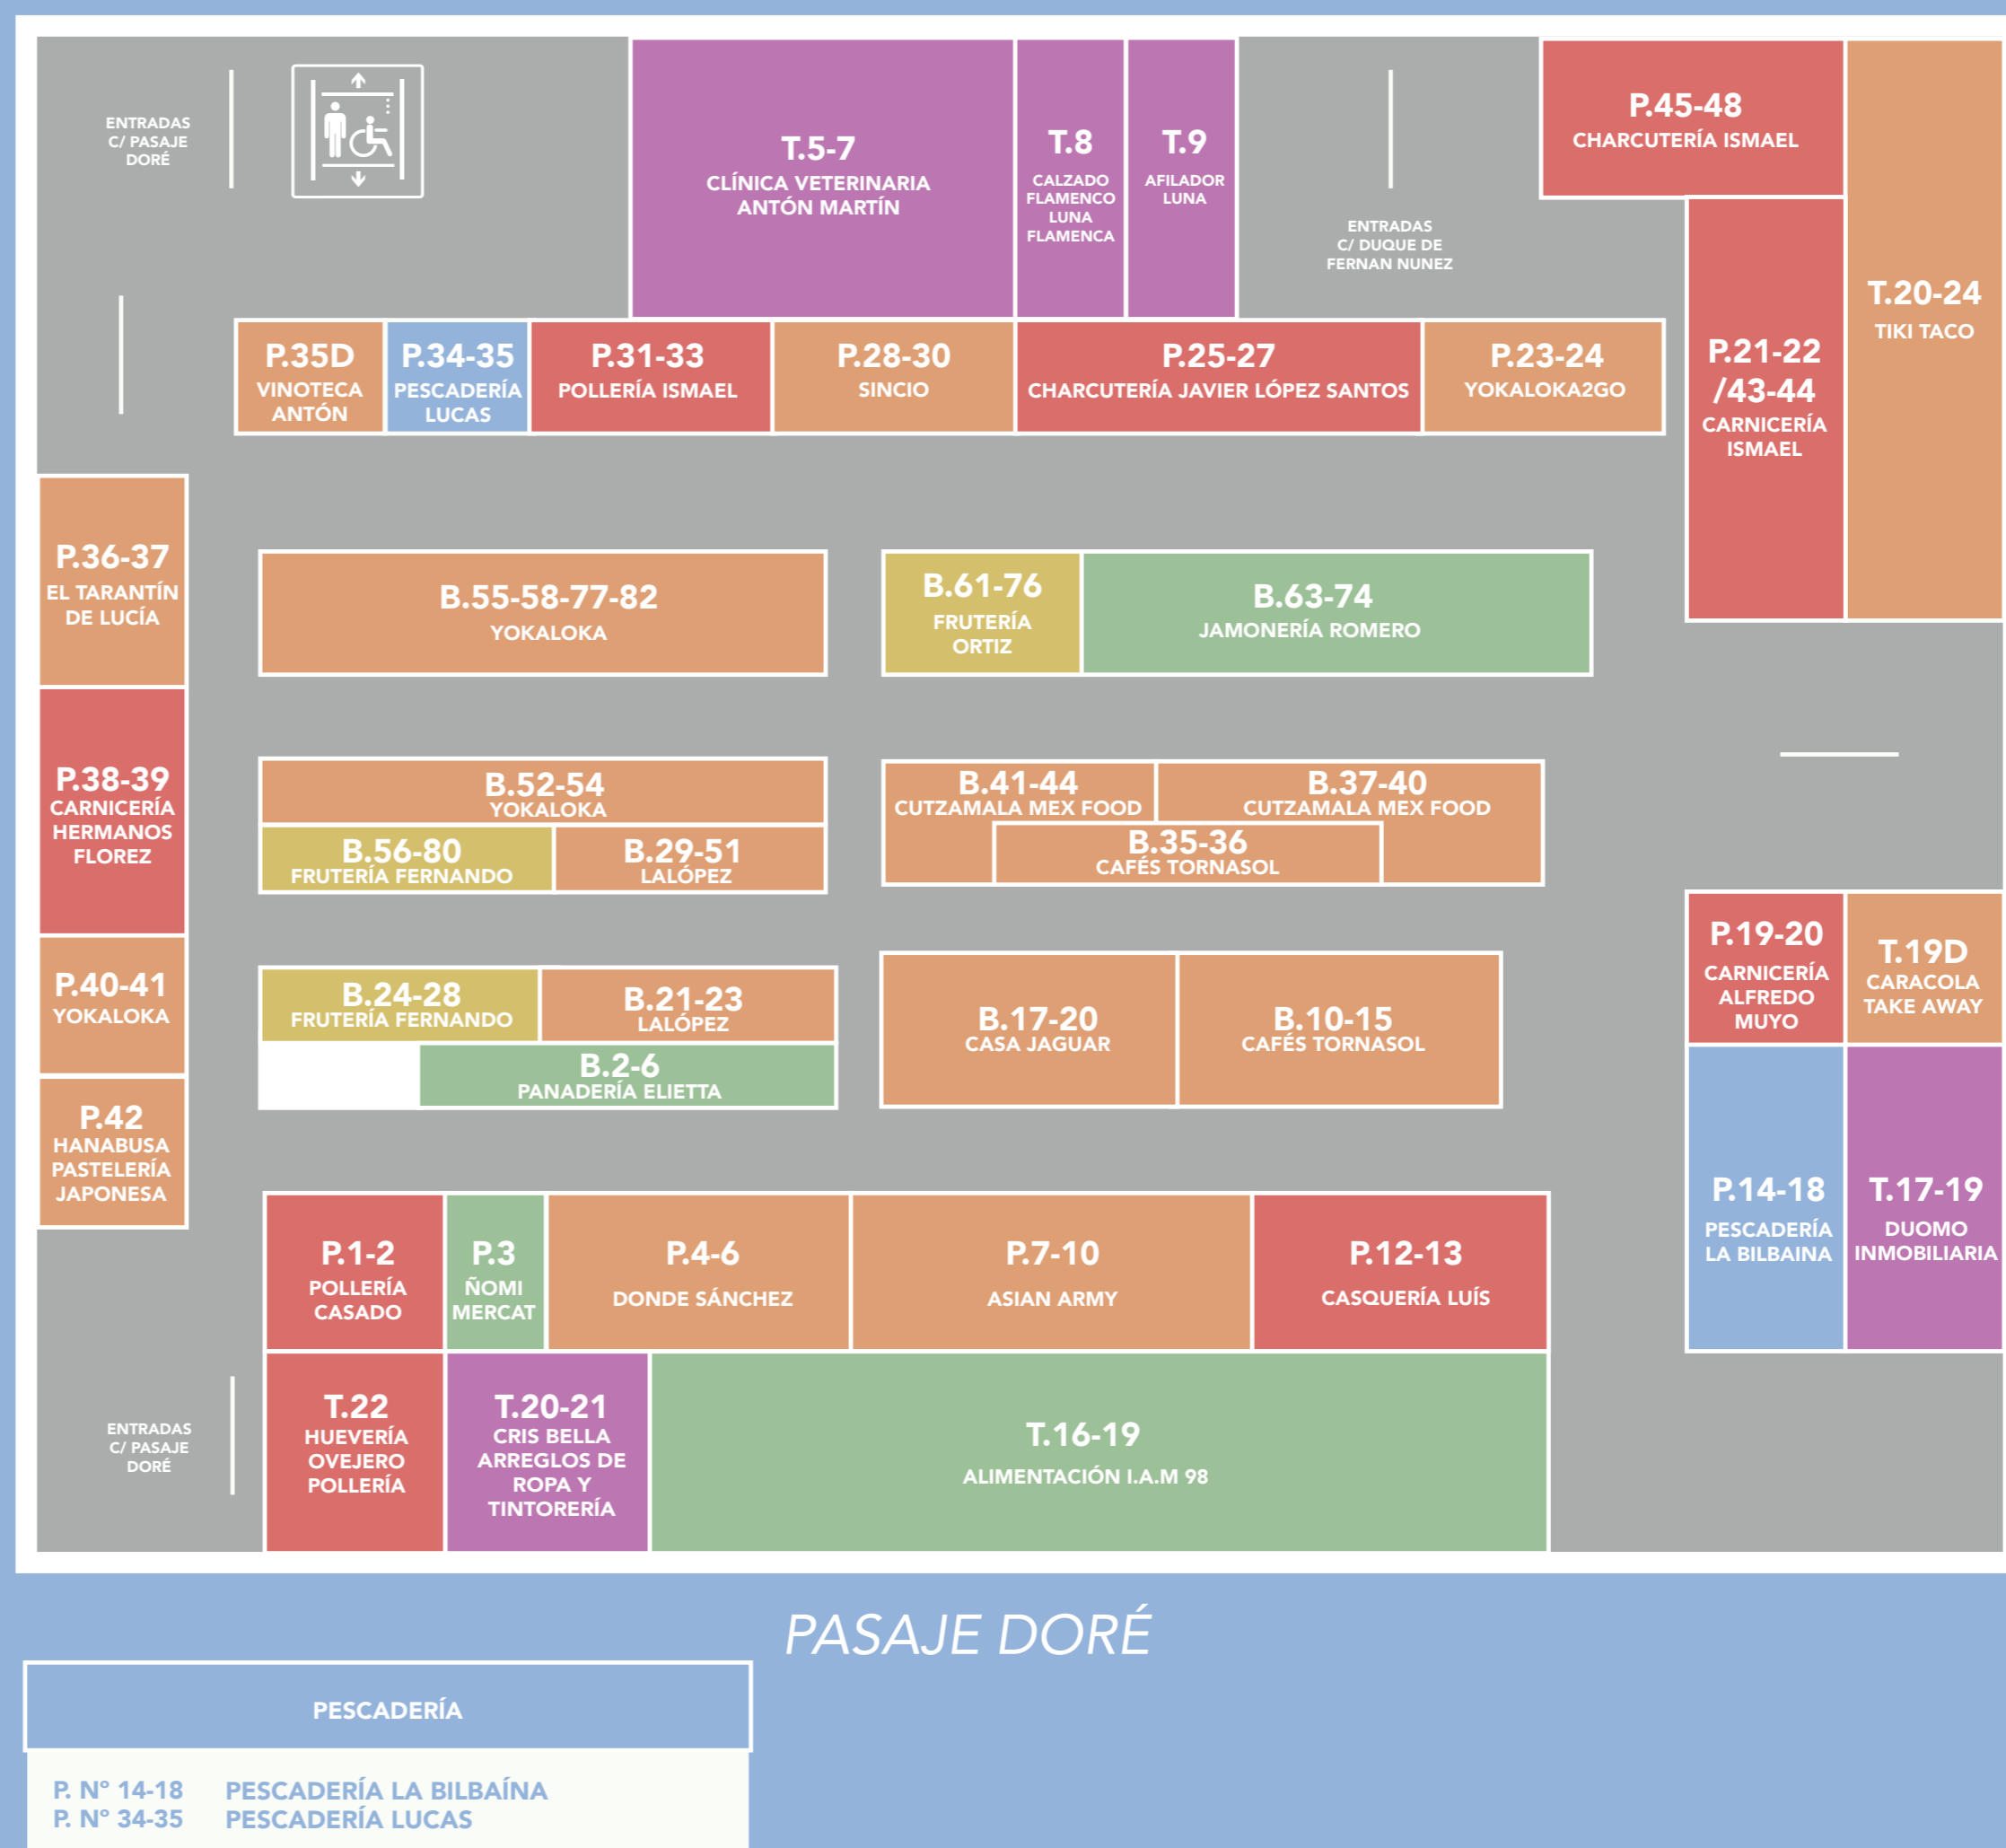 ENTRADAS
C/ PASAJE
DORÉ
T.5-7
CLÍNICA VETERINARIA
ANTÓN MARTÍN
T.8
CALZADO
FLAMENCO
LUNA
FLAMENCA
T.9
AFILADOR
LUNA
ENTRADAS
C/ DUQUE DE
FERNAN NUNEZ
P.45-48
CHARCUTERÍA ISMAEL
T.20-24
TIKI TACO
P.35D
VINOTECA
ANTÓN
P.34-35
PESCADERÍA
LUCAS
P.31-33
POLLERÍA ISMAEL
P.28-30
SINCIO
P.25-27
CHARCUTERÍA JAVIER LÓPEZ SANTOS
P.23-24
YOKALOKA2GO
P.21-22
/43-44
CARNICERÍA
ISMAEL
P.36-37
EL TARANTÍN
DE LUCÍA
B.55-58-77-82
YOKALOKA
B.61-76
FRUTERÍA
ORTIZ
B.63-74
JAMONERÍA ROMERO
P.38-39
CARNICERÍA
HERMANOS
FLOREZ
B.52-54
YOKALOKA
B.56-80
FRUTERÍA FERNANDO
B.29-51
LALÓPEZ
B.41-44
CUTZAMALA MEX FOOD
B.37-40
CUTZAMALA MEX FOOD
B.35-36
CAFÉS TORNASOL
P.19-20
CARNICERÍA
ALFREDO
MUYO
T.19D
CARACOLA
TAKE AWAY
P.40-41
YOKALOKA
B.24-28
FRUTERÍA FERNANDO
B.21-23
LALÓPEZ
B.2-6
PANADERÍA ELIETTA
B.17-20
CASA JAGUAR
B.10-15
CAFÉS TORNASOL
P.42
HANABUSA
PASTELERÍA
JAPONESA
P.14-18
PESCADERÍA
LA BILBAINA
T.17-19
DUOMO
INMOBILIARIA
P.1-2
POLLERÍA
CASADO
P.3
ÑOMI
MERCAT
P.4-6
DONDE SÁNCHEZ
P.7-10
ASIAN ARMY
P.12-13
CASQUERÍA LUÍS
ENTRADAS
C/ PASAJE
DORÉ
T.22
HUEVERÍA
OVEJERO
POLLERÍA
T.20-21
CRIS BELLA
ARREGLOS DE
ROPA Y
TINTORERÍA
T.16-19
ALIMENTACIÓN I.A.M 98
PASAJE DORÉ
PESCADERÍA
P. Nº 14-18 PESCADERÍA LA BILBAÍNA
P. Nº 34-35 PESCADERÍA LUCAS